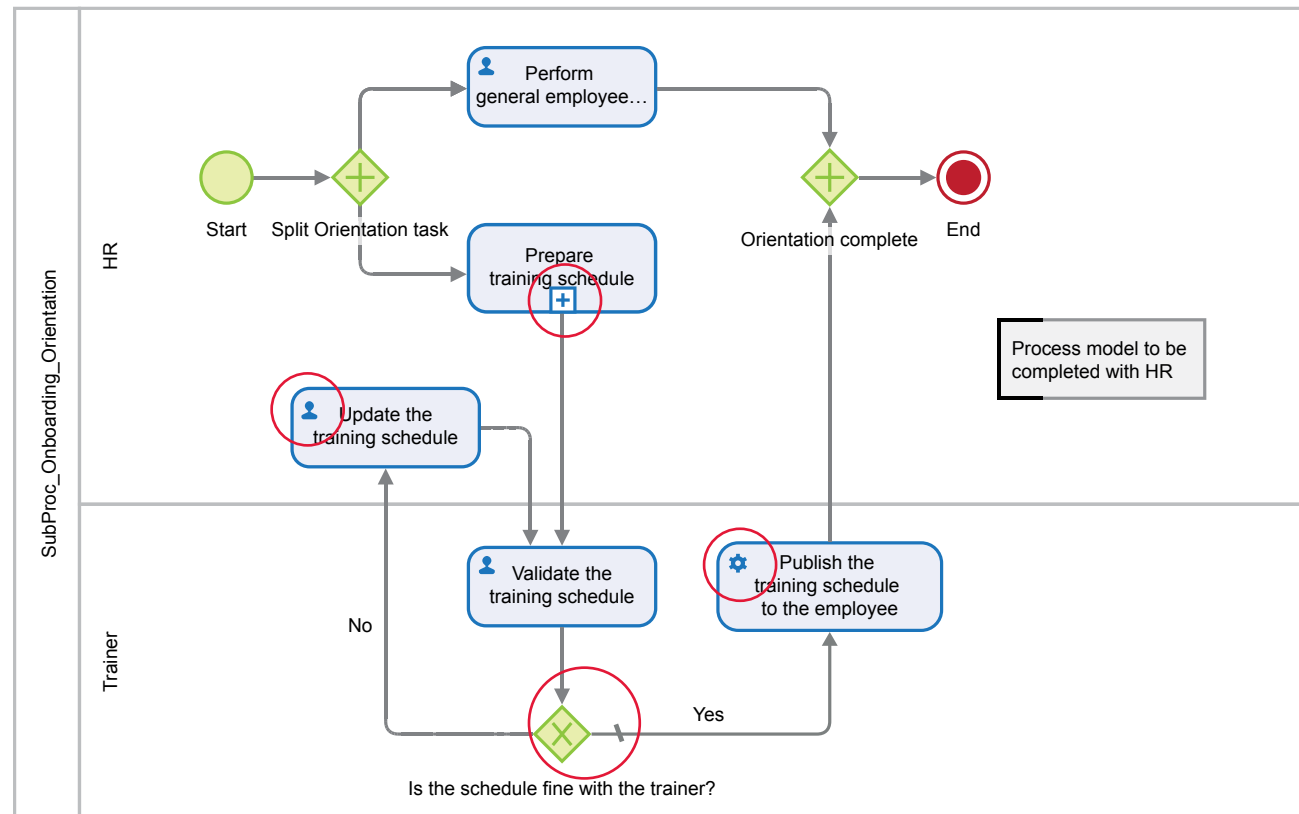 SubProc_Onboarding_Orientation
HR
Perform
general employee…
Start
Split Orientation task
Orientation complete
End
Prepare
training schedule
Process model to be
completed with HR
Update the
training schedule
Trainer
Validate the
training schedule
Publish the
training schedule
to the employee
No
Yes
Is the schedule fine with the trainer?